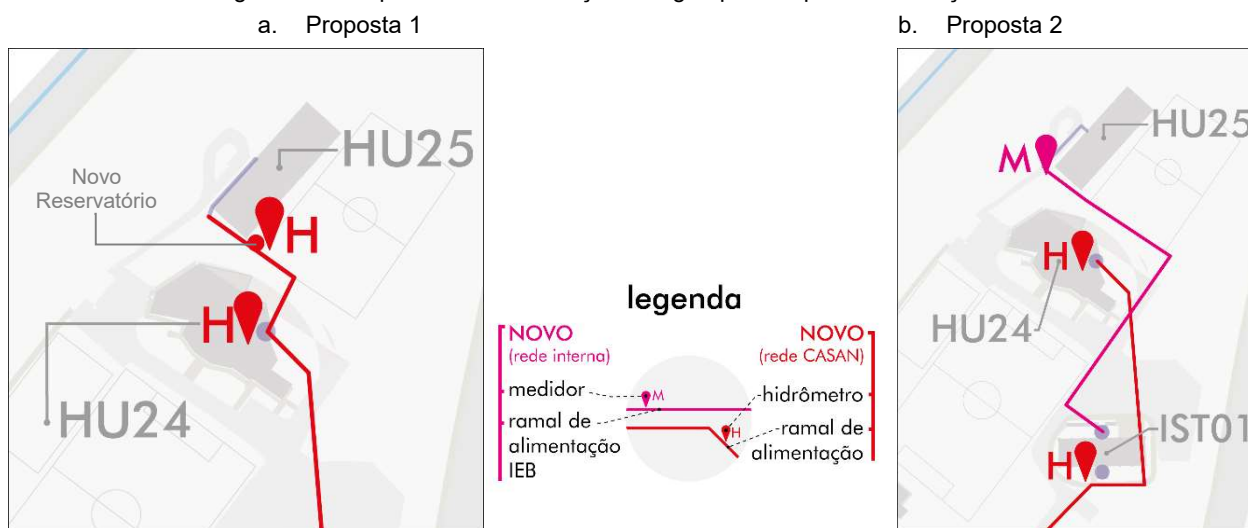 a. Proposta 1
b. Proposta 2
HU25
Novo
Reservatório
H
H
HU24
legenda
NOVO
(rede interna)
medidor
ramal de
alimentação
IEB
M
H
NOVO
(rede CASAN)
hidrômetro
ramal de
alimentação
HU25
M
H
HU24
IST01
H